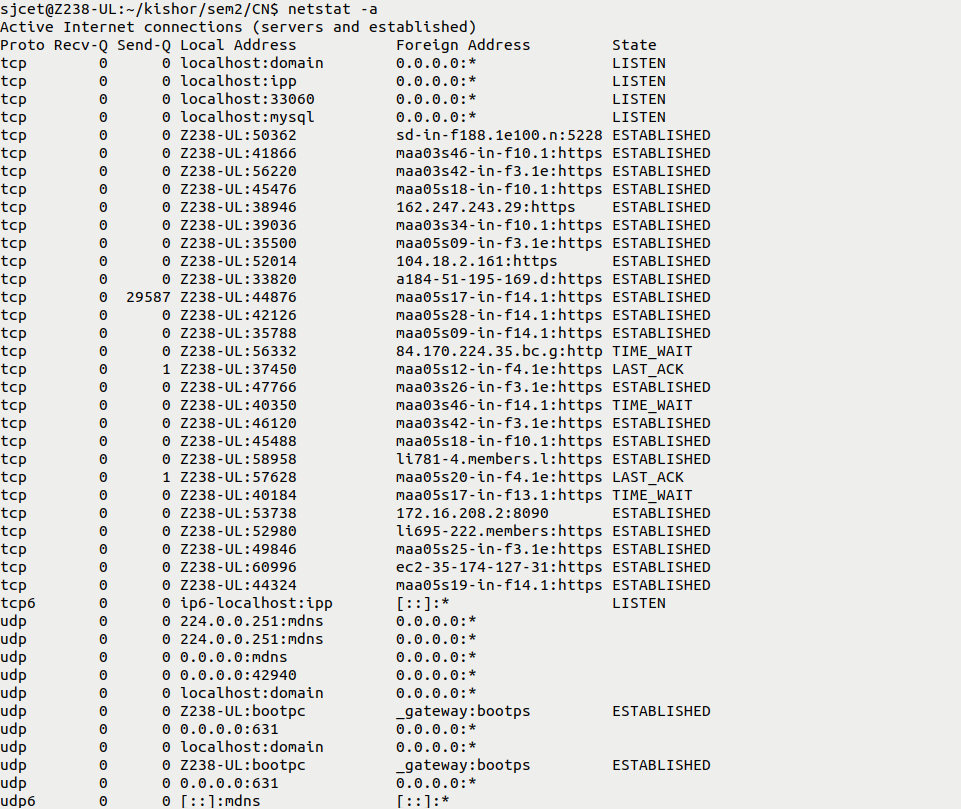 sjcet@Z238-UL:~/kishor/sem2/CN$ netstat -a
Active Internet connections (servers and established)
Proto Recv-Q Send-Q Local Address           Foreign Address         State
tcp        0      0 localhost:domain        0.0.0.0:*               LISTEN
tcp        0      0 localhost:ipp           0.0.0.0:*               LISTEN
tcp        0      0 localhost:33060         0.0.0.0:*               LISTEN
tcp        0      0 localhost:mysql         0.0.0.0:*               LISTEN
tcp        0      0 Z238-UL:50362           sd-in-f188.1e100.n:5228 ESTABLISHED
tcp        0      0 Z238-UL:41866           maa03s46-in-f10.1:https ESTABLISHED
tcp        0      0 Z238-UL:56220           maa03s42-in-f3.1e:https ESTABLISHED
tcp        0      0 Z238-UL:45476           maa05s18-in-f10.1:https ESTABLISHED
tcp        0      0 Z238-UL:38946           162.247.243.29:https    ESTABLISHED
tcp        0      0 Z238-UL:39036           maa03s34-in-f10.1:https ESTABLISHED
tcp        0      0 Z238-UL:35500           maa05s09-in-f3.1e:https ESTABLISHED
tcp        0      0 Z238-UL:52014           104.18.2.161:https      ESTABLISHED
tcp        0      0 Z238-UL:33820           a184-51-195-169.d:https ESTABLISHED
tcp        0  29587 Z238-UL:44876           maa05s17-in-f14.1:https ESTABLISHED
tcp        0      0 Z238-UL:42126           maa05s28-in-f14.1:https ESTABLISHED
tcp        0      0 Z238-UL:35788           maa05s09-in-f14.1:https ESTABLISHED
tcp        0      0 Z238-UL:56332           84.170.224.35.bc.g:http TIME_WAIT
tcp        0      1 Z238-UL:37450           maa05s12-in-f4.1e:https LAST_ACK
tcp        0      0 Z238-UL:47766           maa03s26-in-f3.1e:https ESTABLISHED
tcp        0      0 Z238-UL:40350           maa03s46-in-f14.1:https TIME_WAIT
tcp        0      0 Z238-UL:46120           maa03s42-in-f3.1e:https ESTABLISHED
tcp        0      0 Z238-UL:45488           maa05s18-in-f10.1:https ESTABLISHED
tcp        0      0 Z238-UL:58958           li781-4.members.l:https ESTABLISHED
tcp        0      1 Z238-UL:57628           maa05s20-in-f4.1e:https LAST_ACK
tcp        0      0 Z238-UL:40184           maa05s17-in-f13.1:https TIME_WAIT
tcp        0      0 Z238-UL:53738           172.16.208.2:8090       ESTABLISHED
tcp        0      0 Z238-UL:52980           li695-222.members:https ESTABLISHED
tcp        0      0 Z238-UL:49846           maa05s25-in-f3.1e:https ESTABLISHED
tcp        0      0 Z238-UL:60996           ec2-35-174-127-31:https ESTABLISHED
tcp        0      0 Z238-UL:44324           maa05s19-in-f14.1:https ESTABLISHED
tcp6       0      0 ip6-localhost:ipp       [::]:*                  LISTEN
udp        0      0 224.0.0.251:mdns        0.0.0.0:*
udp        0      0 224.0.0.251:mdns        0.0.0.0:*
udp        0      0 0.0.0.0:mdns            0.0.0.0:*
udp        0      0 0.0.0.0:42940           0.0.0.0:*
udp        0      0 localhost:domain        0.0.0.0:*
udp        0      0 Z238-UL:bootpc          _gateway:bootps         ESTABLISHED
udp        0      0 0.0.0.0:631             0.0.0.0:*
udp        0      0 localhost:domain        0.0.0.0:*
udp        0      0 Z238-UL:bootpc          _gateway:bootps         ESTABLISHED
udp        0      0 0.0.0.0:631             0.0.0.0:*
udp6       0      0 [::]:mdns               [::]:*